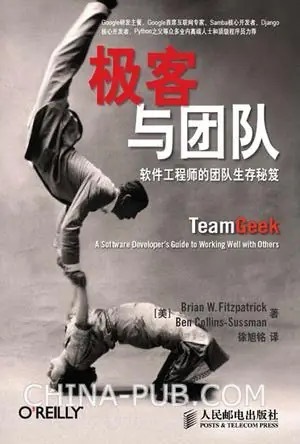 Google研发主管、Google首席互联网专家、Samba核心开发者、Django
核心开发者、Python之父等众多业内高端人士和顶级程序员力荐
极客
与团队
软件工程师的团队生存秘笈
TeamGeek
A Software Developer's Guide to Working Well with Others
[美] Brian W. Fitzpatrick 著
Ben Collins-Sussman
徐旭铭 译
CHINA-PUB.COM
O'REILLY
人民邮电出版社
POSTS & TELECOM PRESS